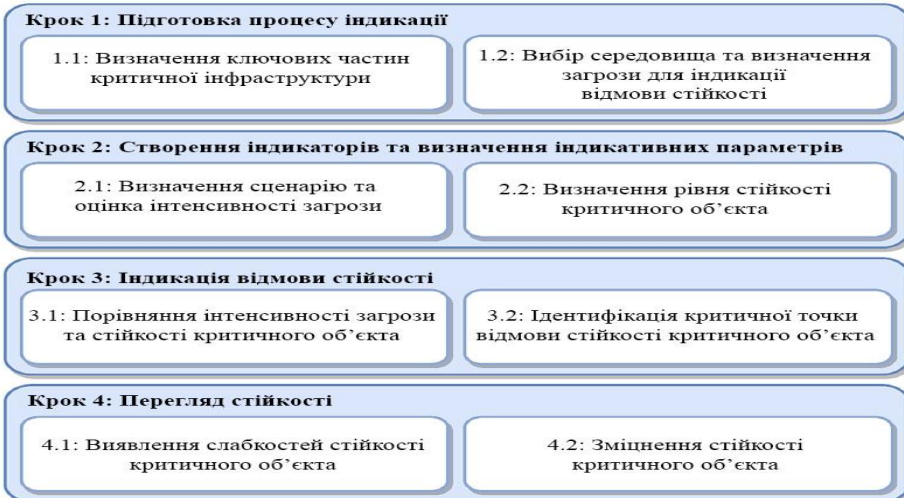 Крок 1: Підготовка процесу індикації
1.1: Визначення ключових частин
критичної інфраструктури
1.2: Вибір середовища та визначення
загрози для індикації
відмови стійкості
Крок 2: Створення індикаторів та визначення індикативних параметрів
2.1: Визначення сценарію та
оцінка інтенсивності загрози
2.2: Визначення рівня стійкості
критичного об’єкта
Крок 3: Індикація відмови стійкості
3.1: Порівняння інтенсивності загрози
та стійкості критичного об’єкта
3.2: Ідентифікація критичної точки
відмови стійкості критичного об’єкта
Крок 4: Перегляд стійкості
4.1: Виявлення слабкостей стійкості
критичного об’єкта
4.2: Зміцнення стійкості
критичного об’єкта